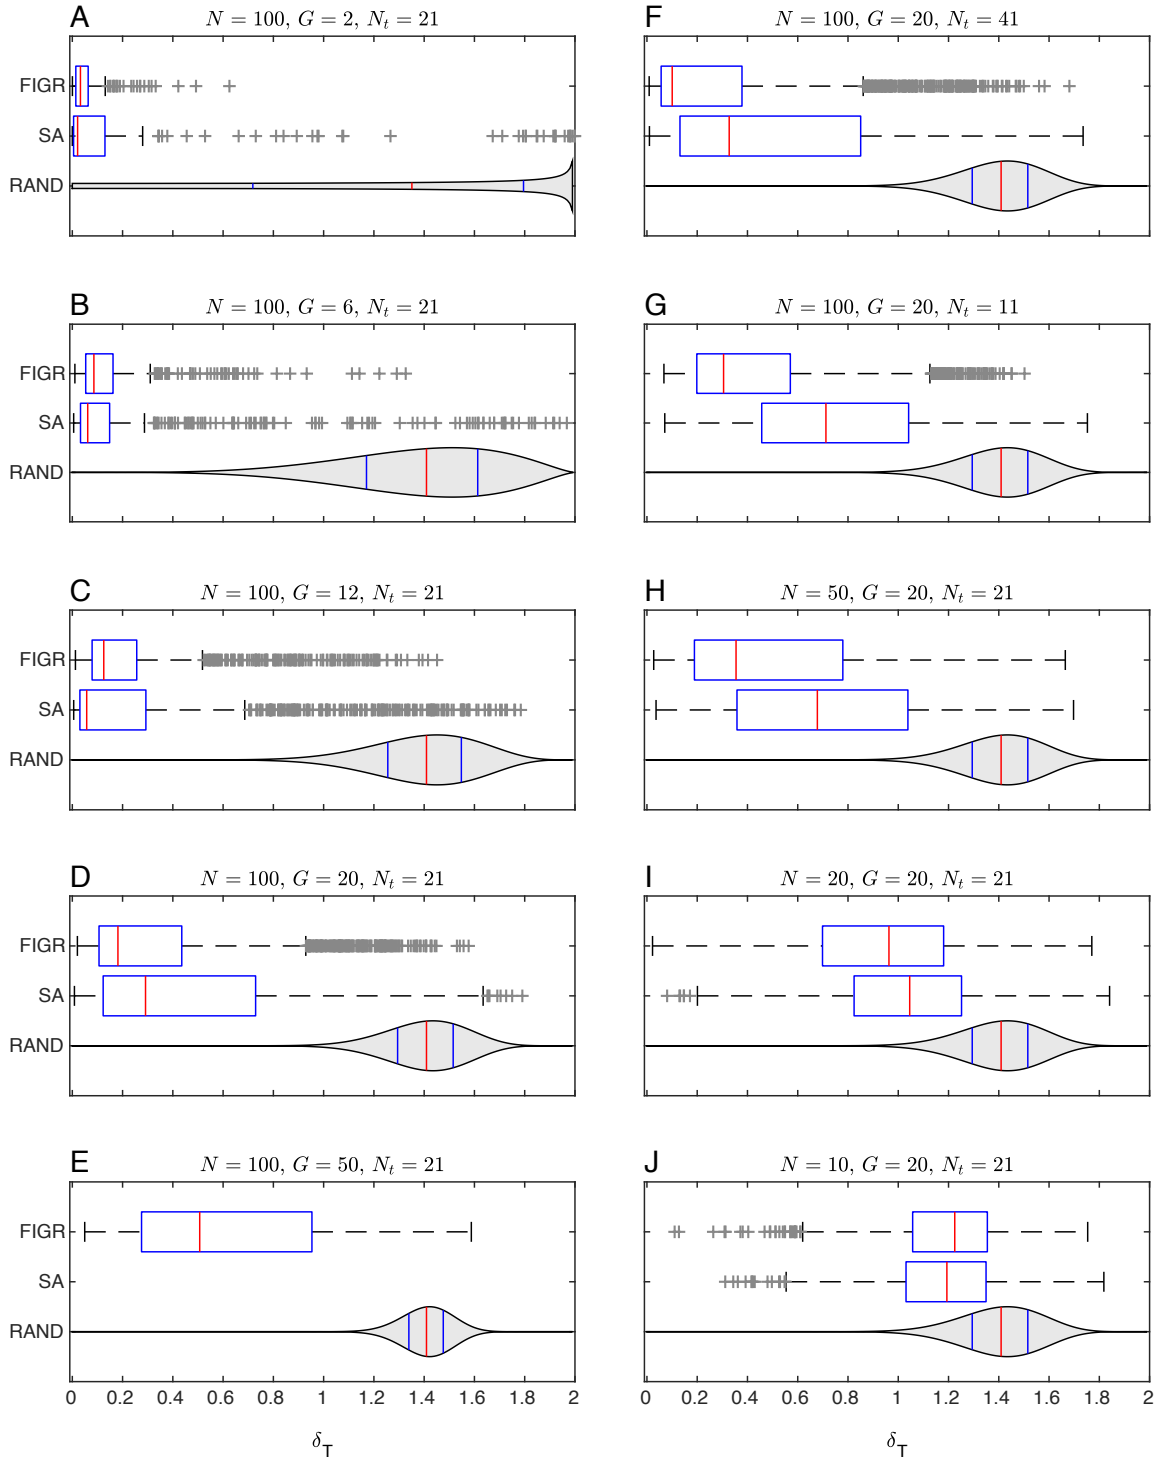 A
N = 100, G = 2, N_t = 21
FIGR
SA
RAND
B
N = 100, G = 6, N_t = 21
FIGR
SA
RAND
C
N = 100, G = 12, N_t = 21
FIGR
SA
RAND
D
N = 100, G = 20, N_t = 21
FIGR
SA
RAND
E
N = 100, G = 50, N_t = 21
FIGR
SA
RAND
0 0.2 0.4 0.6 0.8 1 1.2 1.4 1.6 1.8 2
δ_T
F
N = 100, G = 20, N_t = 41
G
N = 100, G = 20, N_t = 11
H
N = 50, G = 20, N_t = 21
I
N = 20, G = 20, N_t = 21
J
N = 10, G = 20, N_t = 21
0 0.2 0.4 0.6 0.8 1 1.2 1.4 1.6 1.8 2
δ_T